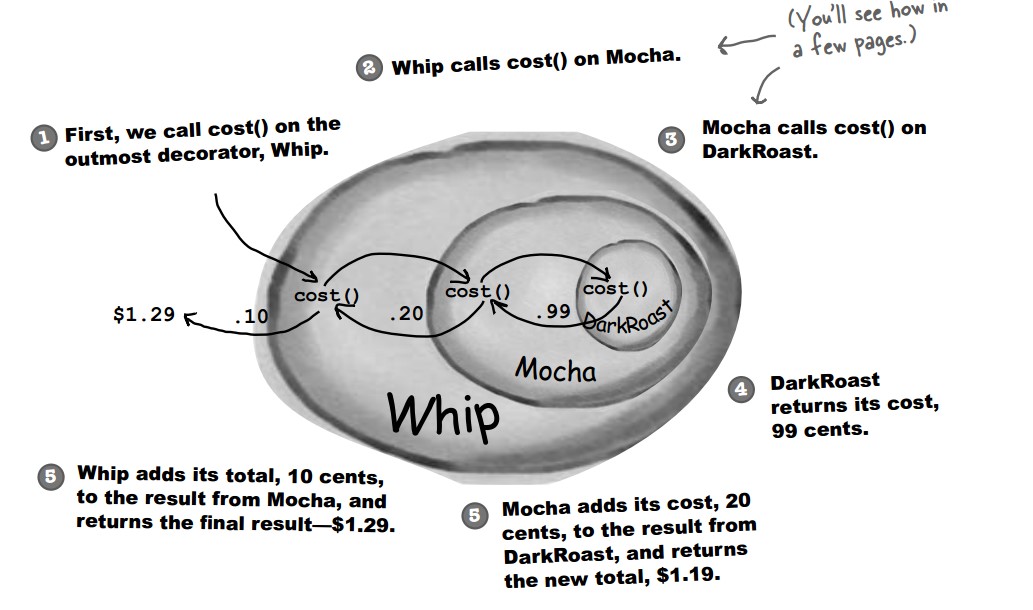 (You'll see how in
a few pages.)
2 Whip calls cost() on Mocha.
1 First, we call cost() on the
outmost decorator, Whip.
3 Mocha calls cost() on
DarkRoast.
cost()
cost()
cost()
$1.29
.10
.20
.99
DarkRoast
Mocha
Whip
4 DarkRoast
returns its cost,
99 cents.
5 Whip adds its total, 10 cents,
to the result from Mocha, and
returns the final result—$1.29.
5 Mocha adds its cost, 20
cents, to the result from
DarkRoast, and returns
the new total, $1.19.